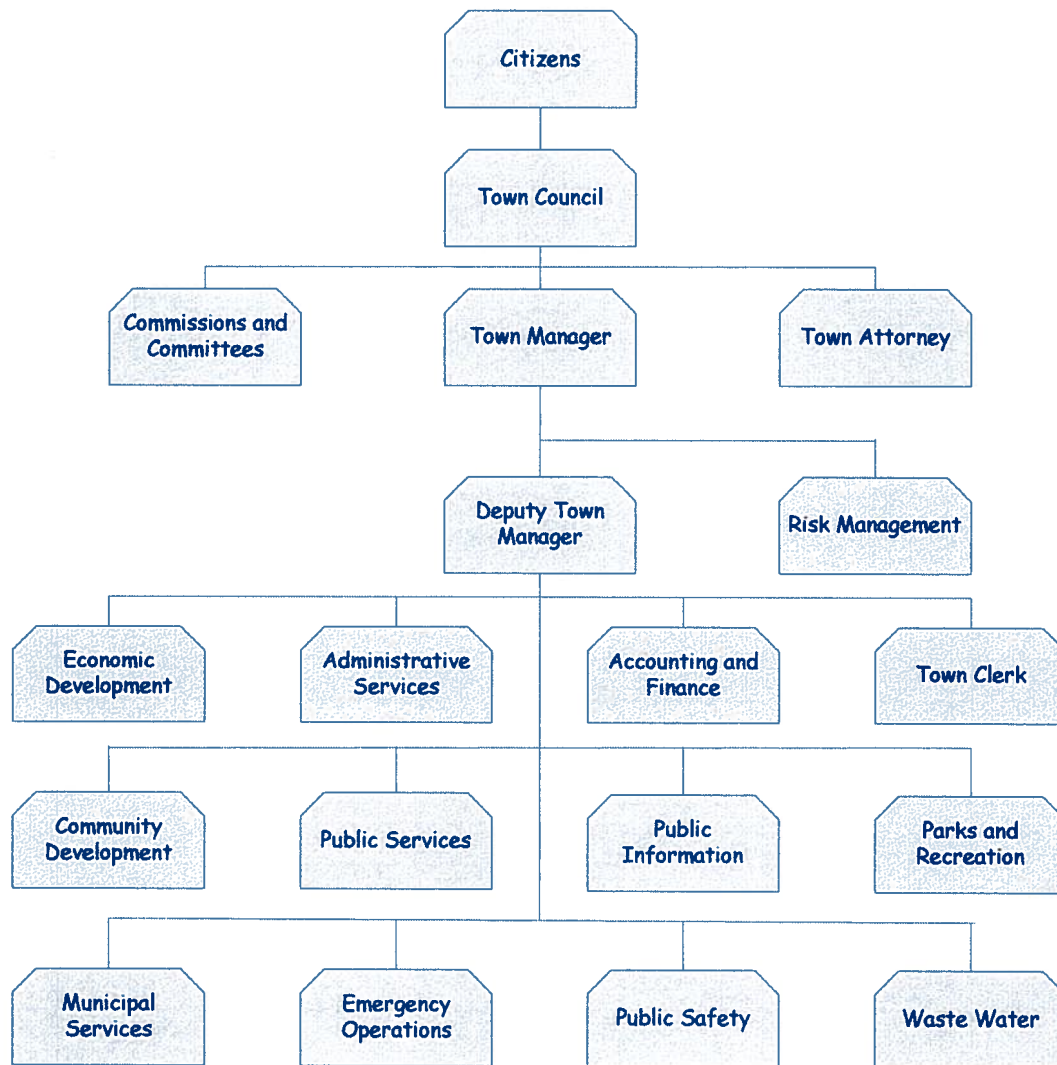 Citizens
Town Council
Commissions and
Committees
Town Manager
Town Attorney
Deputy Town
Manager
Risk Management
Economic
Development
Administrative
Services
Accounting and
Finance
Town Clerk
Community
Development
Public Services
Public
Information
Parks and
Recreation
Municipal
Services
Emergency
Operations
Public Safety
Waste Water